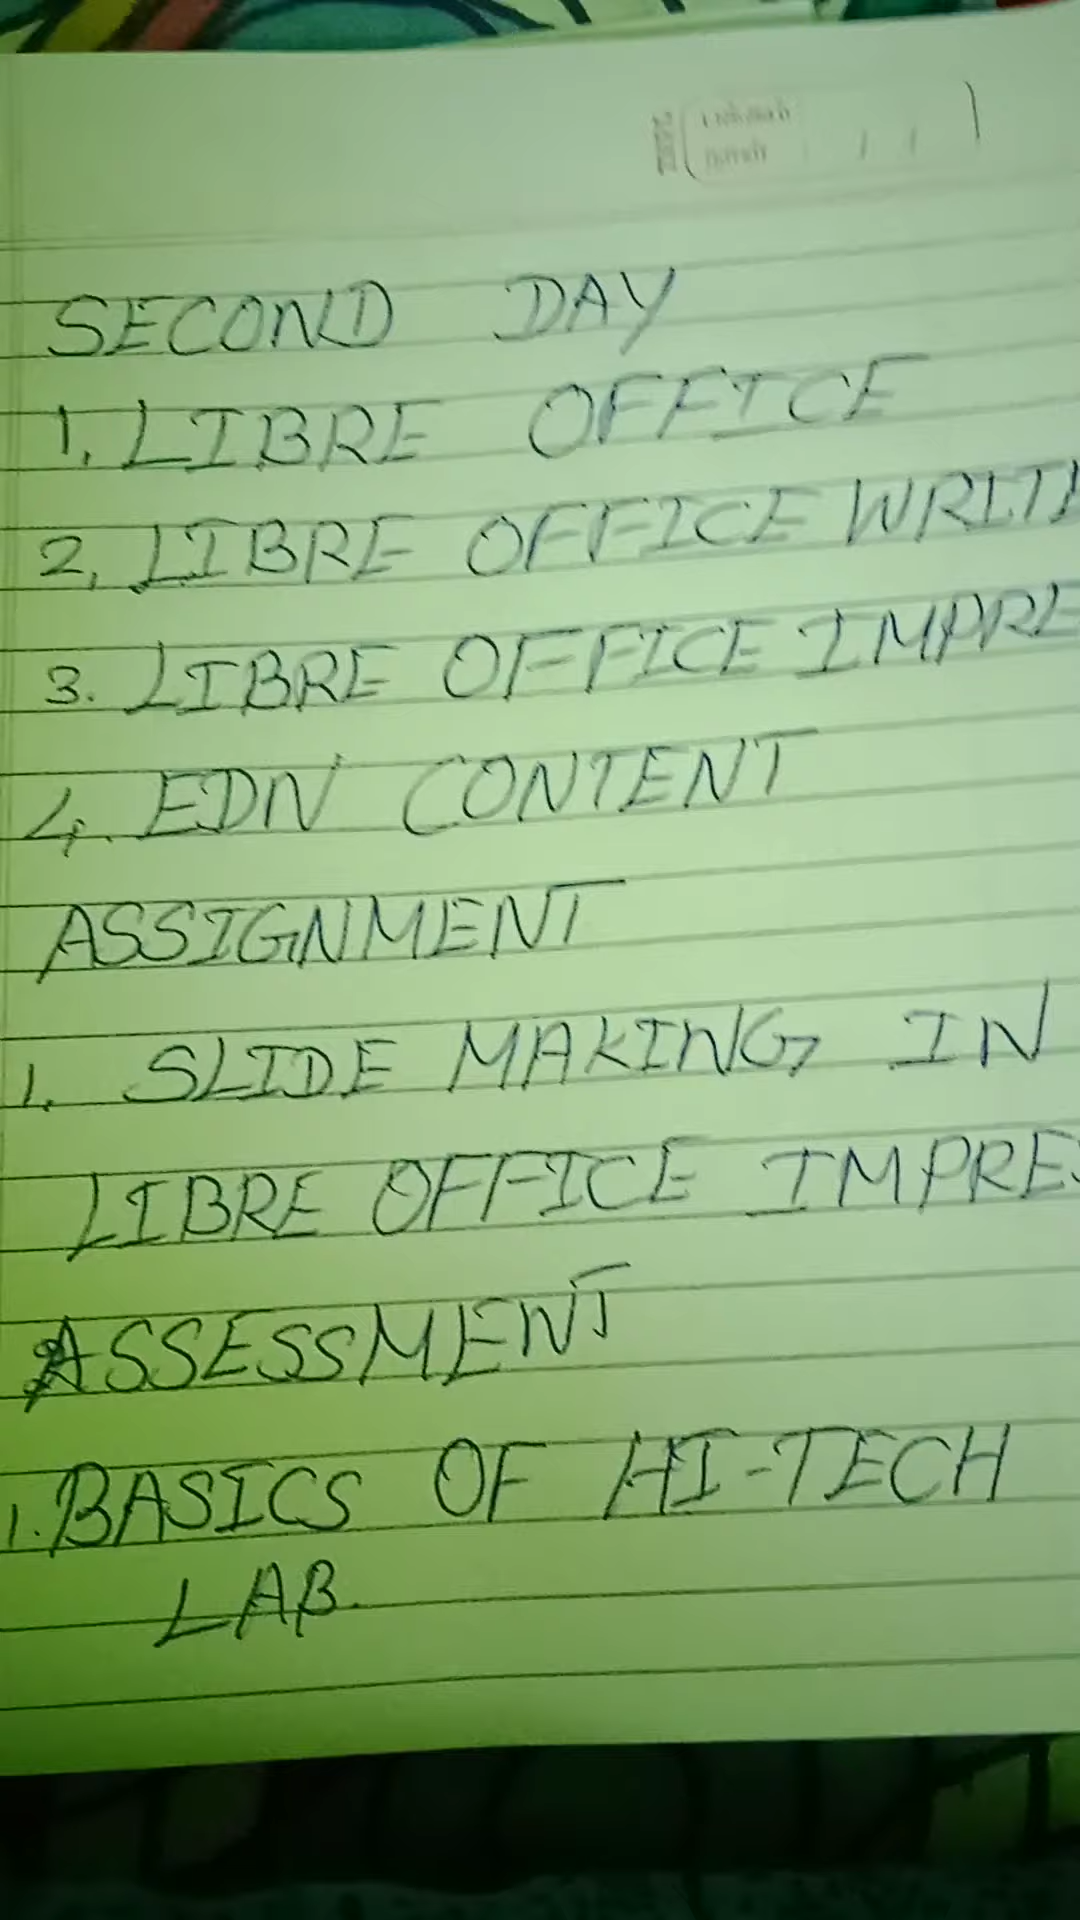 SECOND DAY
1. LIBRE OFFICE
2. LIBRE OFFICE
3. LIBRE OFFICE
4. EDN CONTENT
ASSIGNMENT
1. SLIDE MAKING IN
LIBRE OFFICE
ASSESSMENT
1. BASICS OF HI-TECH
LAB.